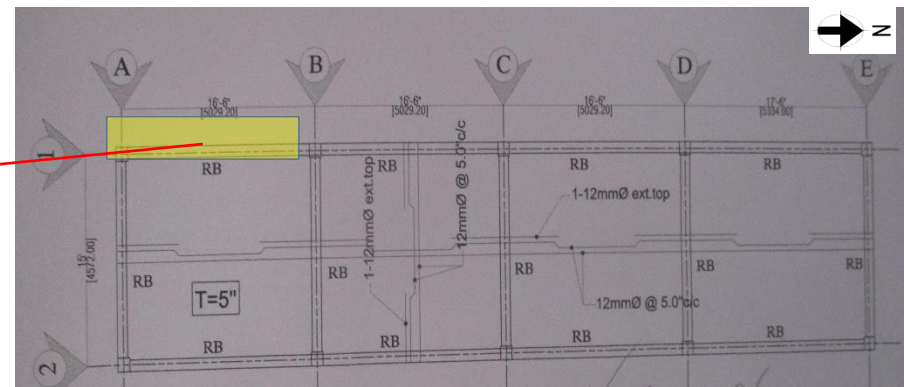 N
A B C D E
16'-6" 16'-6" 16'-6" 17'-6"
[5029.20] [5029.20] [5029.20] [5334.00]
1
RB RB RB RB
1-12mmØ ext.top
12mmØ @ 5.0"c/c
1-12mmØ ext.top
15'
[4572.00]
RB RB RB RB RB
T=5"
12mmØ @ 5.0"c/c
RB RB RB RB
2